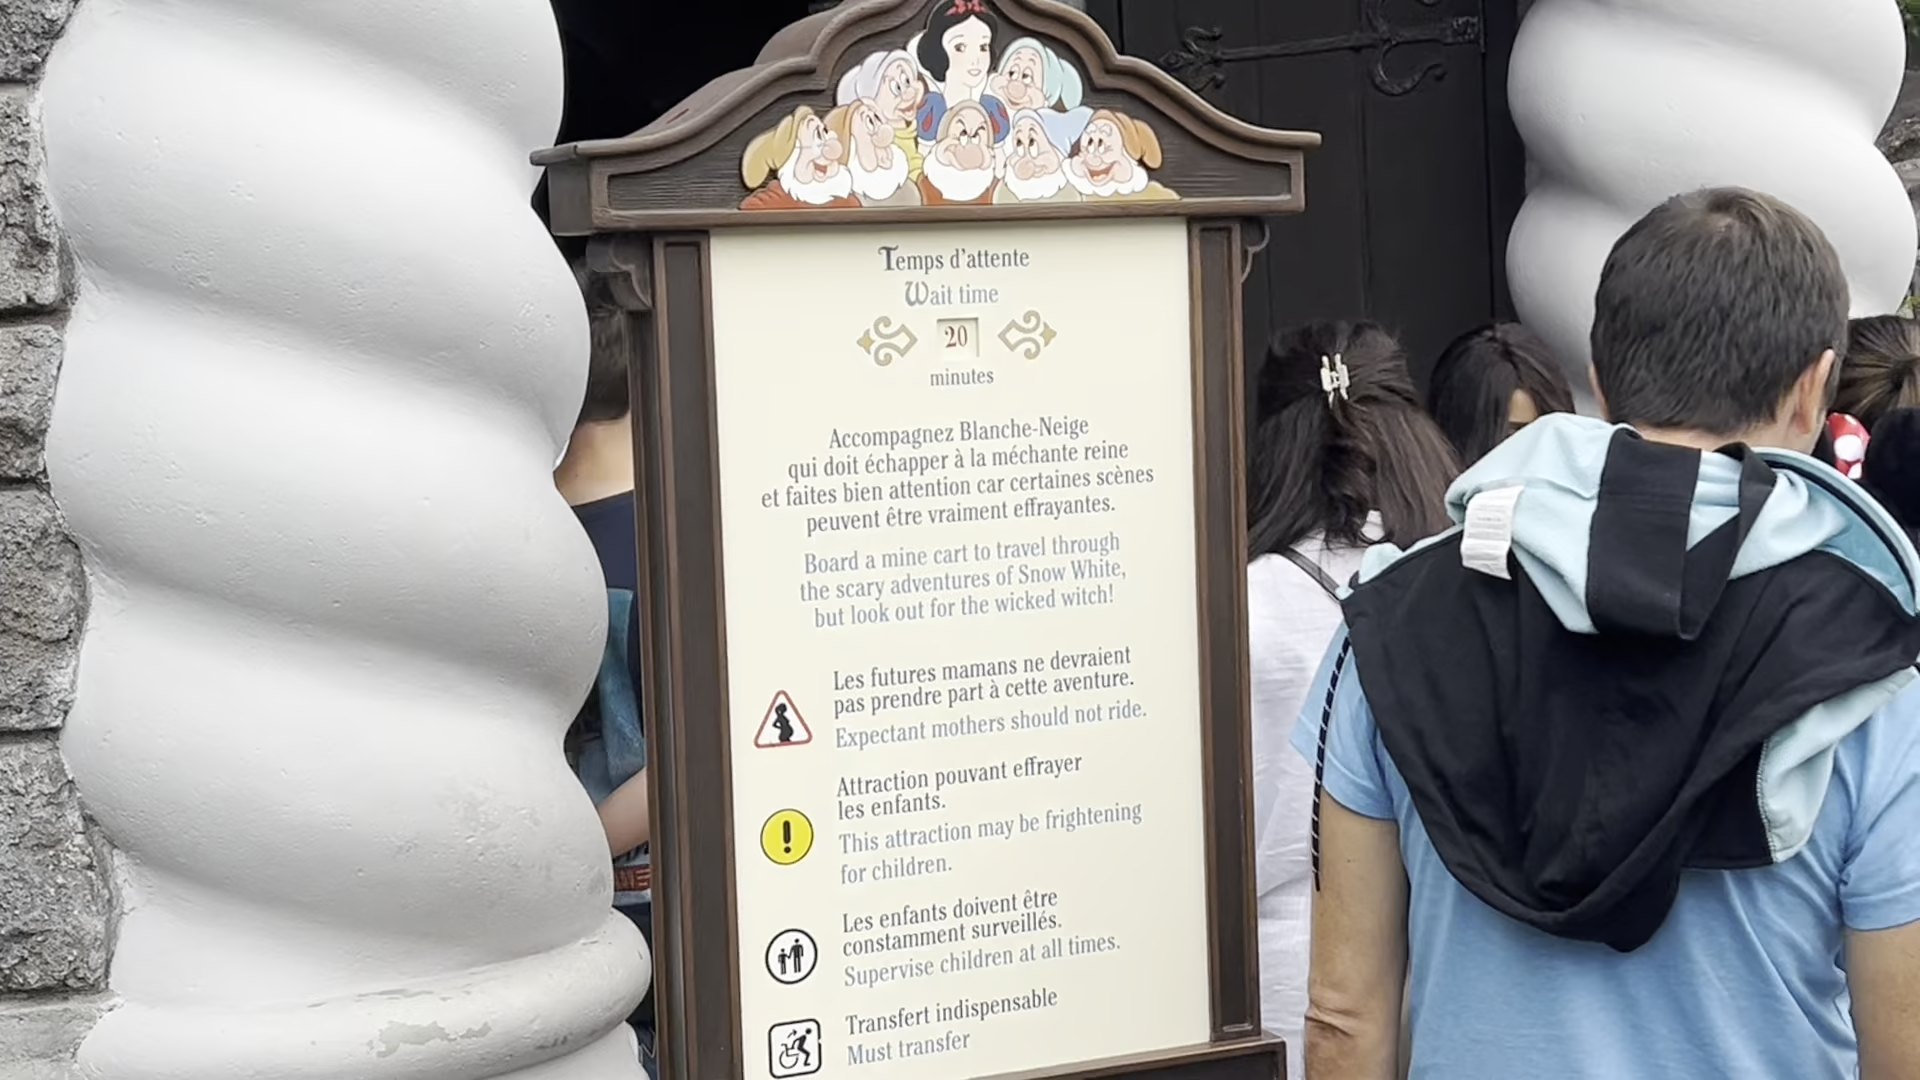 Temps d'attente
Wait time
20
minutes
Accompagnez Blanche-Neige
qui doit échapper à la méchante reine
et faites bien attention car certaines scènes
peuvent être vraiment effrayantes.
Board a mine cart to travel through
the scary adventures of Snow White,
but look out for the wicked witch!
Les futures mamans ne devraient
pas prendre part à cette aventure.
Expectant mothers should not ride.
Attraction pouvant effrayer
les enfants.
This attraction may be frightening
for children.
Les enfants doivent être
constamment surveillés.
Supervise children at all times.
Transfert indispensable
Must transfer